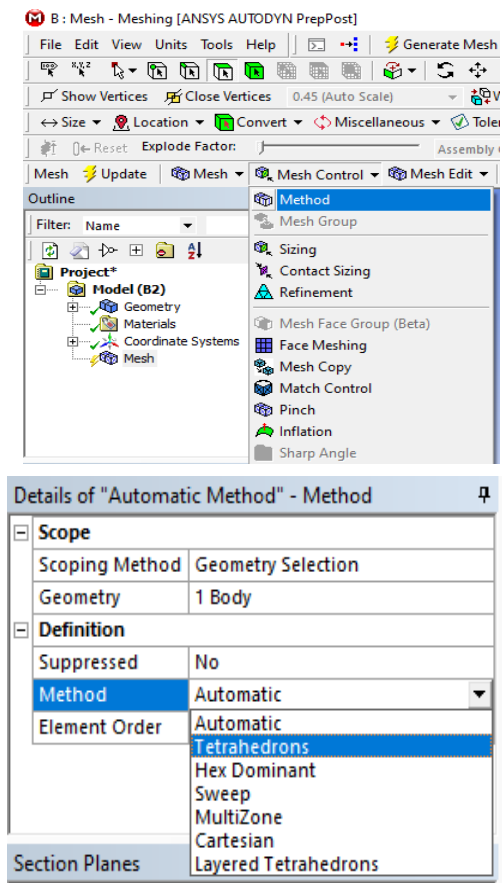 B : Mesh - Meshing [ANSYS AUTODYN PrepPost]
File Edit View Units Tools Help Generate Mesh
Show Vertices Close Vertices 0.45 (Auto Scale)
Size Location Convert Miscellaneous Toler
Reset Explode Factor: Assembly
Mesh Update Mesh Mesh Control Mesh Edit
Outline
Filter: Name
Project*
Model (B2)
Geometry
Materials
Coordinate Systems
Mesh
Method
Mesh Group
Sizing
Contact Sizing
Refinement
Mesh Face Group (Beta)
Face Meshing
Mesh Copy
Match Control
Pinch
Inflation
Sharp Angle
Details of "Automatic Method" - Method
Scope
Scoping Method Geometry Selection
Geometry 1 Body
Definition
Suppressed No
Method Automatic
Element Order Automatic
Tetrahedrons
Hex Dominant
Sweep
MultiZone
Cartesian
Section Planes Layered Tetrahedrons